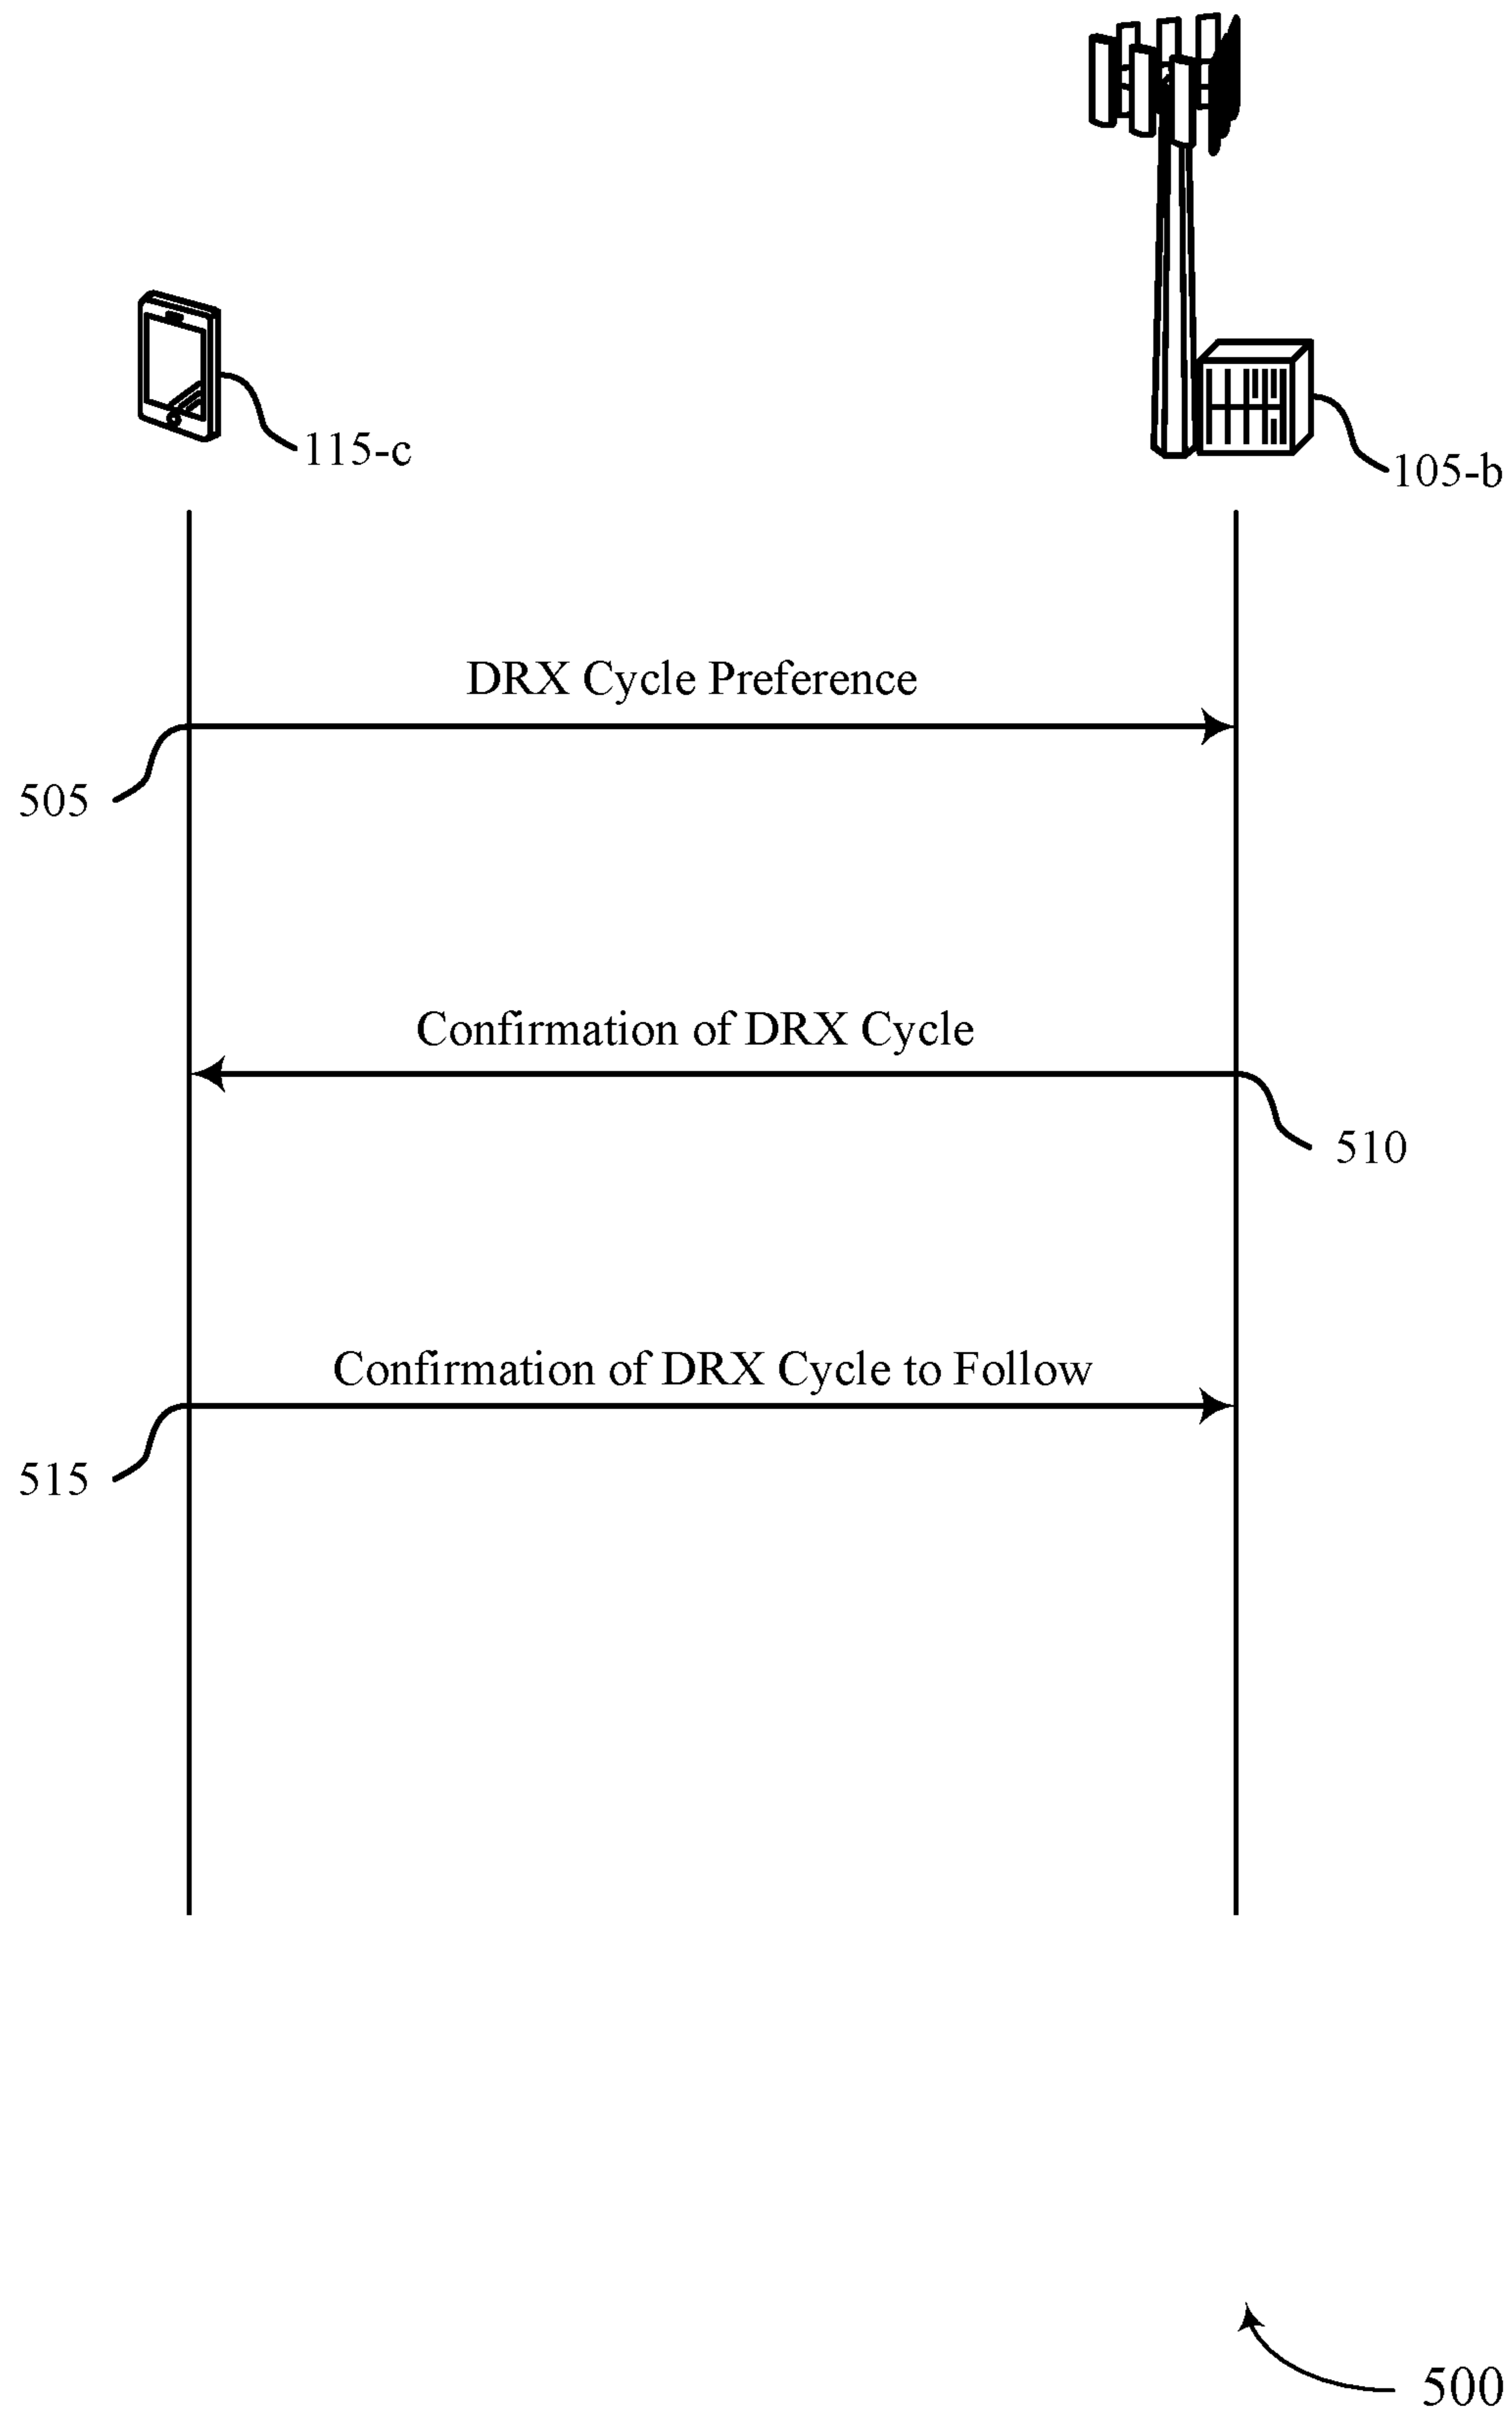 115-c
105-b
DRX Cycle Preference
505
Confirmation of DRX Cycle
510
Confirmation of DRX Cycle to Follow
515
500